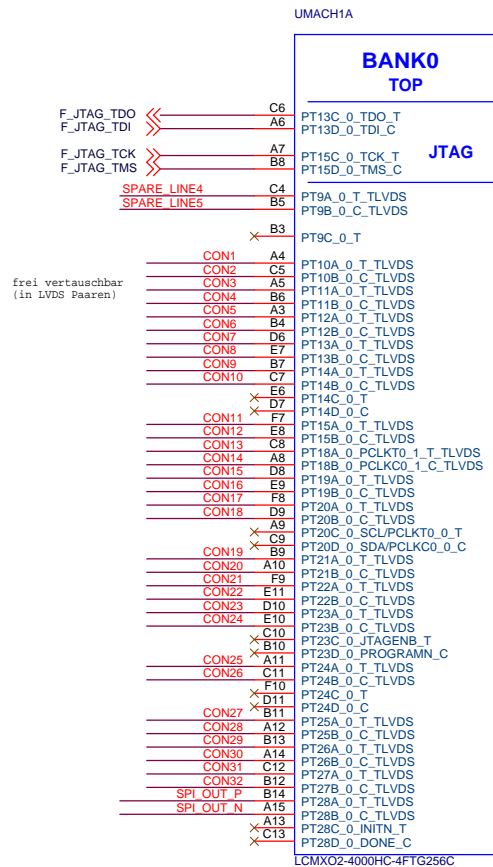 UMACH1A
BANK0
TOP
JTAG
F_JTAG_TDO C6 PT13C_0_TDO_T
F_JTAG_TDI A6 PT13D_0_TDI_C
F_JTAG_TCK A7 PT15C_0_TCK_T
F_JTAG_TMS B8 PT15D_0_TMS_C
SPARE_LINE4 C4 PT9A_0_T_TLVDS
SPARE_LINE5 B5 PT9B_0_C_TLVDS
B3 PT9C_0_T
frei vertauschbar
(in LVDS Paaren)
CON1 A4 PT10A_0_T_TLVDS
CON2 C5 PT10B_0_C_TLVDS
CON3 A5 PT11A_0_T_TLVDS
CON4 B6 PT11B_0_C_TLVDS
CON5 A3 PT12A_0_T_TLVDS
CON6 B4 PT12B_0_C_TLVDS
CON7 D6 PT13A_0_T_TLVDS
CON8 E7 PT13B_0_C_TLVDS
CON9 B7 PT14A_0_T_TLVDS
CON10 C7 PT14B_0_C_TLVDS
E6 PT14C_0_T
D7 PT14D_0_C
CON11 F7 PT15A_0_T_TLVDS
CON12 E8 PT15B_0_C_TLVDS
CON13 C8 PT18A_0_PCLKT0_1_T_TLVDS
CON14 A8 PT18B_0_PCLKC0_1_C_TLVDS
CON15 D8 PT19A_0_T_TLVDS
CON16 E9 PT19B_0_C_TLVDS
CON17 F8 PT20A_0_T_TLVDS
CON18 D9 PT20B_0_C_TLVDS
A9 PT20C_0_SCL/PCLKT0_0_T
C9 PT20D_0_SDA/PCLKC0_0_C
CON19 B9 PT21A_0_T_TLVDS
CON20 A10 PT21B_0_C_TLVDS
CON21 F9 PT22A_0_T_TLVDS
CON22 E11 PT22B_0_C_TLVDS
CON23 D10 PT23A_0_T_TLVDS
CON24 E10 PT23B_0_C_TLVDS
C10 PT23C_0_JTAGENB_T
B10 PT23D_0_PROGRAMN_C
CON25 A11 PT24A_0_T_TLVDS
CON26 C11 PT24B_0_C_TLVDS
F10 PT24C_0_T
D11 PT24D_0_C
CON27 B11 PT25A_0_T_TLVDS
CON28 A12 PT25B_0_C_TLVDS
CON29 B13 PT26A_0_T_TLVDS
CON30 A14 PT26B_0_C_TLVDS
CON31 C12 PT27A_0_T_TLVDS
CON32 B12 PT27B_0_C_TLVDS
SPI_OUT_P B14 PT28A_0_T_TLVDS
SPI_OUT_N A15 PT28B_0_C_TLVDS
A13 PT28C_0_INITN_T
C13 PT28D_0_DONE_C
LCMXO2-4000HC-4FTG256C